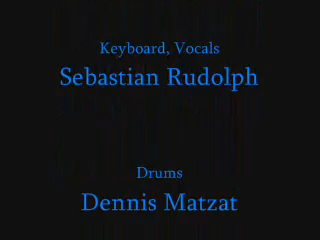 Keyboard, Vocals
Sebastian Rudolph
Drums
Dennis Matzat